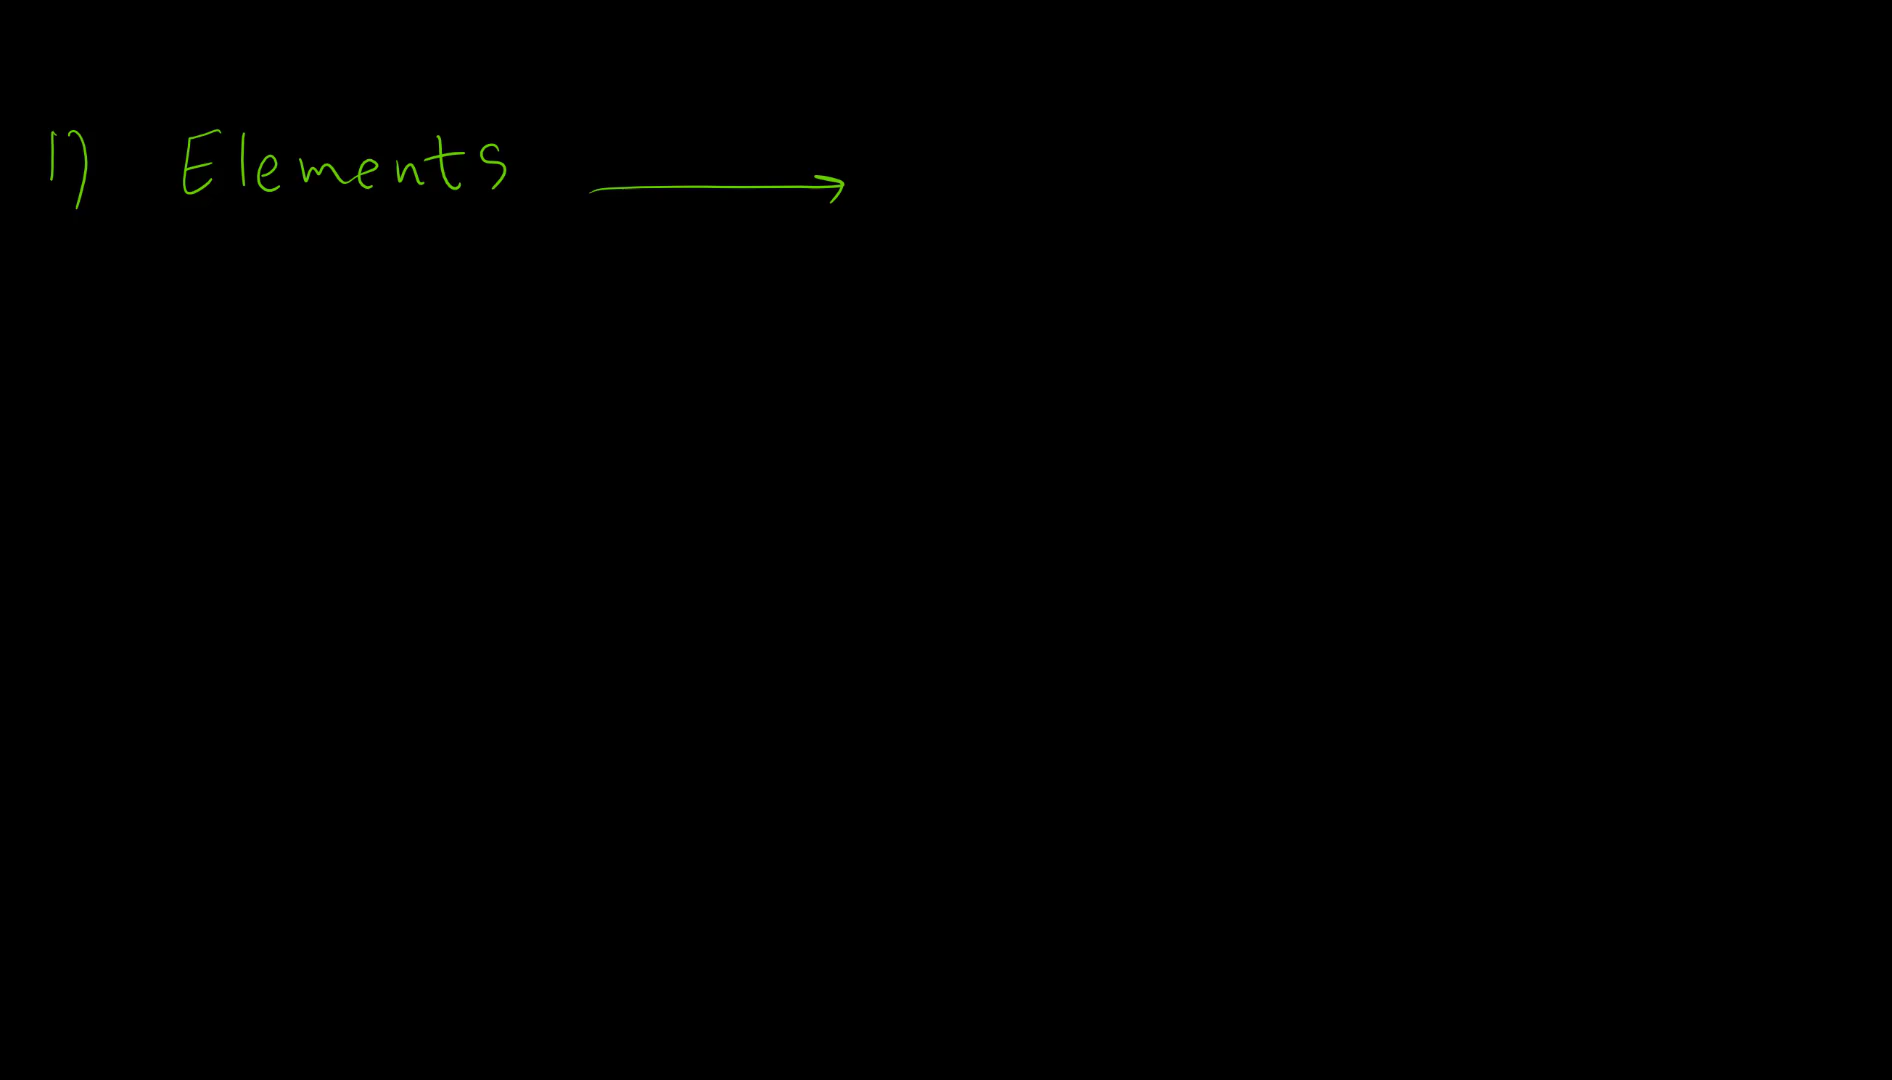 1) Elements →